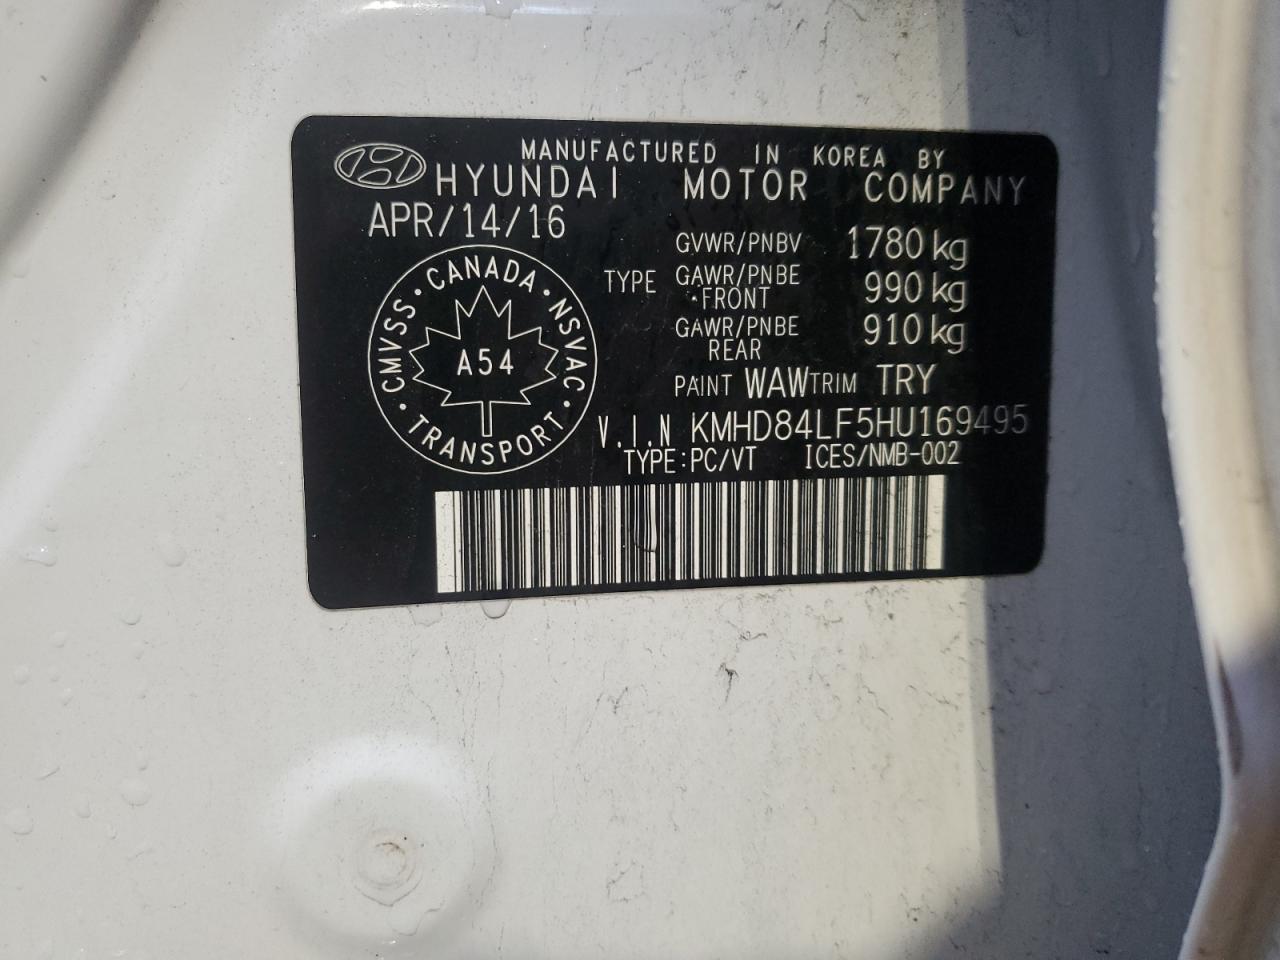 MANUFACTURED IN KOREA BY
HYUNDAI MOTOR COMPANY
APR/14/16
GVWR/PNBV 1780 kg
TYPE GAWR/PNBE FRONT 990 kg
GAWR/PNBE REAR 910 kg
PAINT WAW TRIM TRY
V.I.N KMHD84LF5HU169495
TYPE:PC/VT ICES/NMB-002
CANADA · NSVAC · TRANSPORT · CMVSS ·
A54